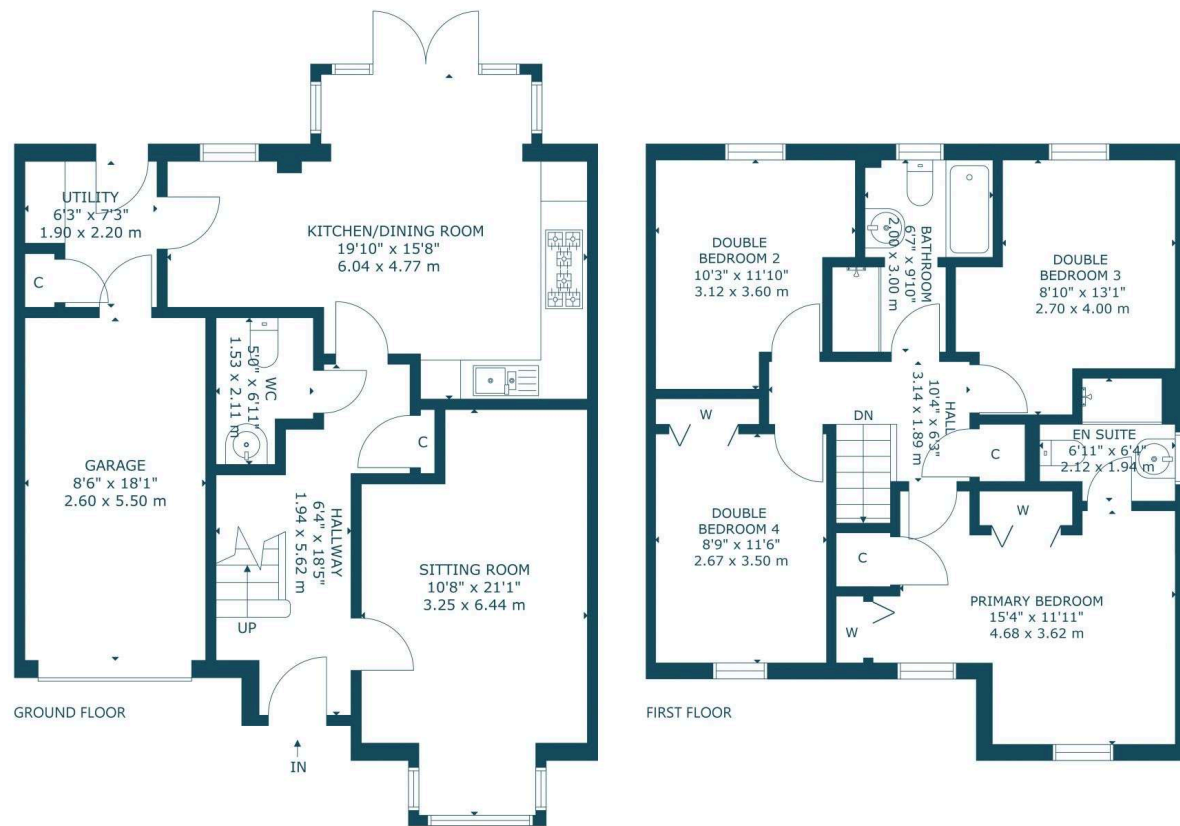 UTILITY
6'3" x 7'3"
1.90 x 2.20 m
C
KITCHEN/DINING ROOM
19'10" x 15'8"
6.04 x 4.77 m
WC
5'0" x 6'11"
1.53 x 2.11 m
C
GARAGE
8'6" x 18'1"
2.60 x 5.50 m
HALLWAY
6'4" x 18'5"
1.94 x 5.62 m
SITTING ROOM
10'8" x 21'1"
3.25 x 6.44 m
UP
IN
GROUND FLOOR
DOUBLE
BEDROOM 2
10'3" x 11'10"
3.12 x 3.60 m
BATHROOM
6'7" x 9'10"
2.00 x 3.00 m
DOUBLE
BEDROOM 3
8'10" x 13'1"
2.70 x 4.00 m
W
DN
HALL
10'4" x 6'3"
3.14 x 1.89 m
C
EN SUITE
6'11" x 6'4"
2.12 x 1.94 m
DOUBLE
BEDROOM 4
8'9" x 11'6"
2.67 x 3.50 m
W
C
W
PRIMARY BEDROOM
15'4" x 11'11"
4.68 x 3.62 m
FIRST FLOOR